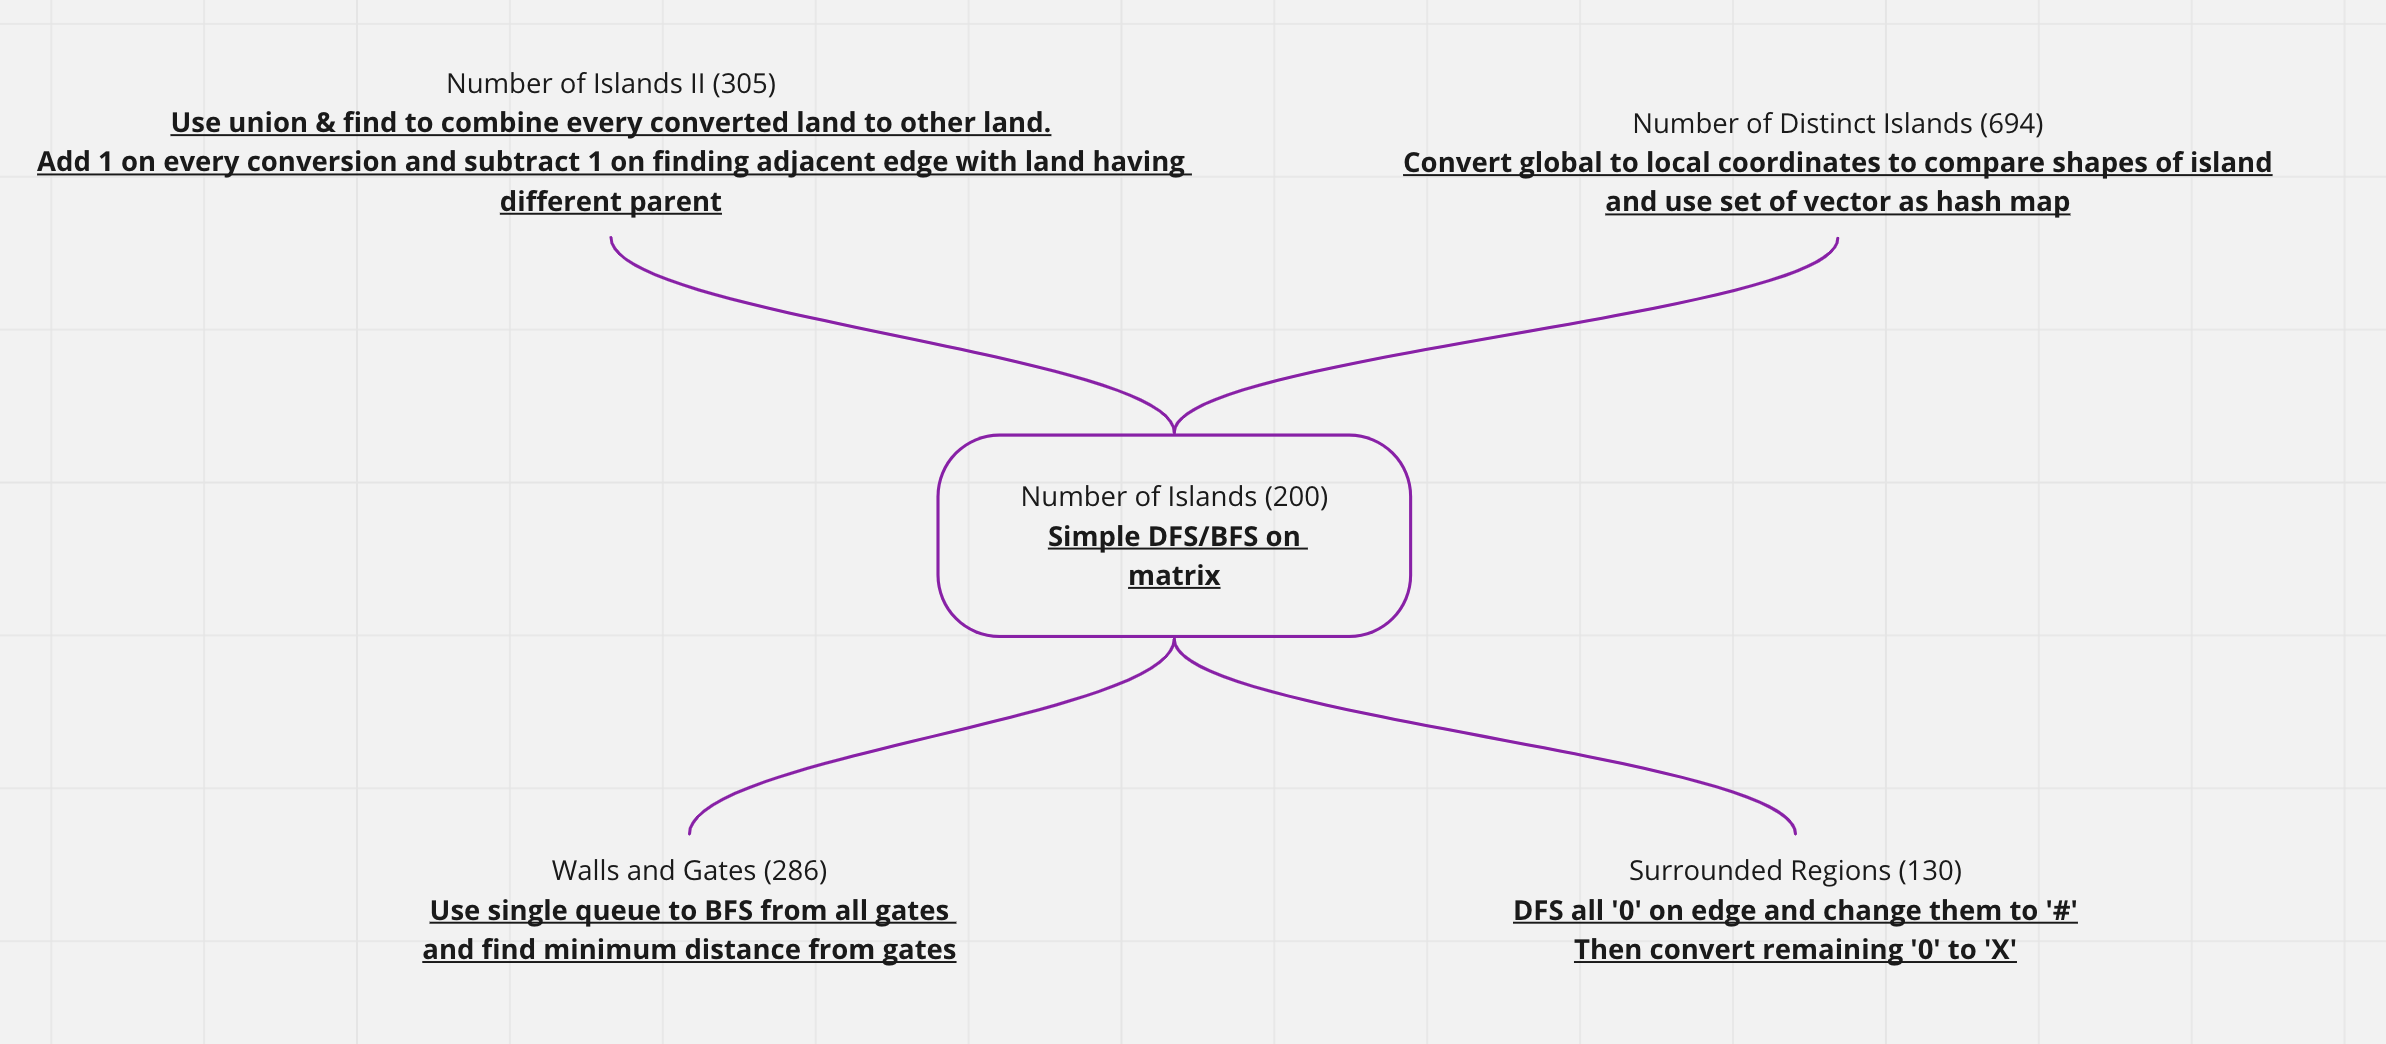 Number of Islands II (305)
Use union & find to combine every converted land to other land.
Add 1 on every conversion and subtract 1 on finding adjacent edge with land having
different parent
Number of Distinct Islands (694)
Convert global to local coordinates to compare shapes of island
and use set of vector as hash map
Number of Islands (200)
Simple DFS/BFS on
matrix
Walls and Gates (286)
Use single queue to BFS from all gates
and find minimum distance from gates
Surrounded Regions (130)
DFS all '0' on edge and change them to '#'
Then convert remaining '0' to 'X'